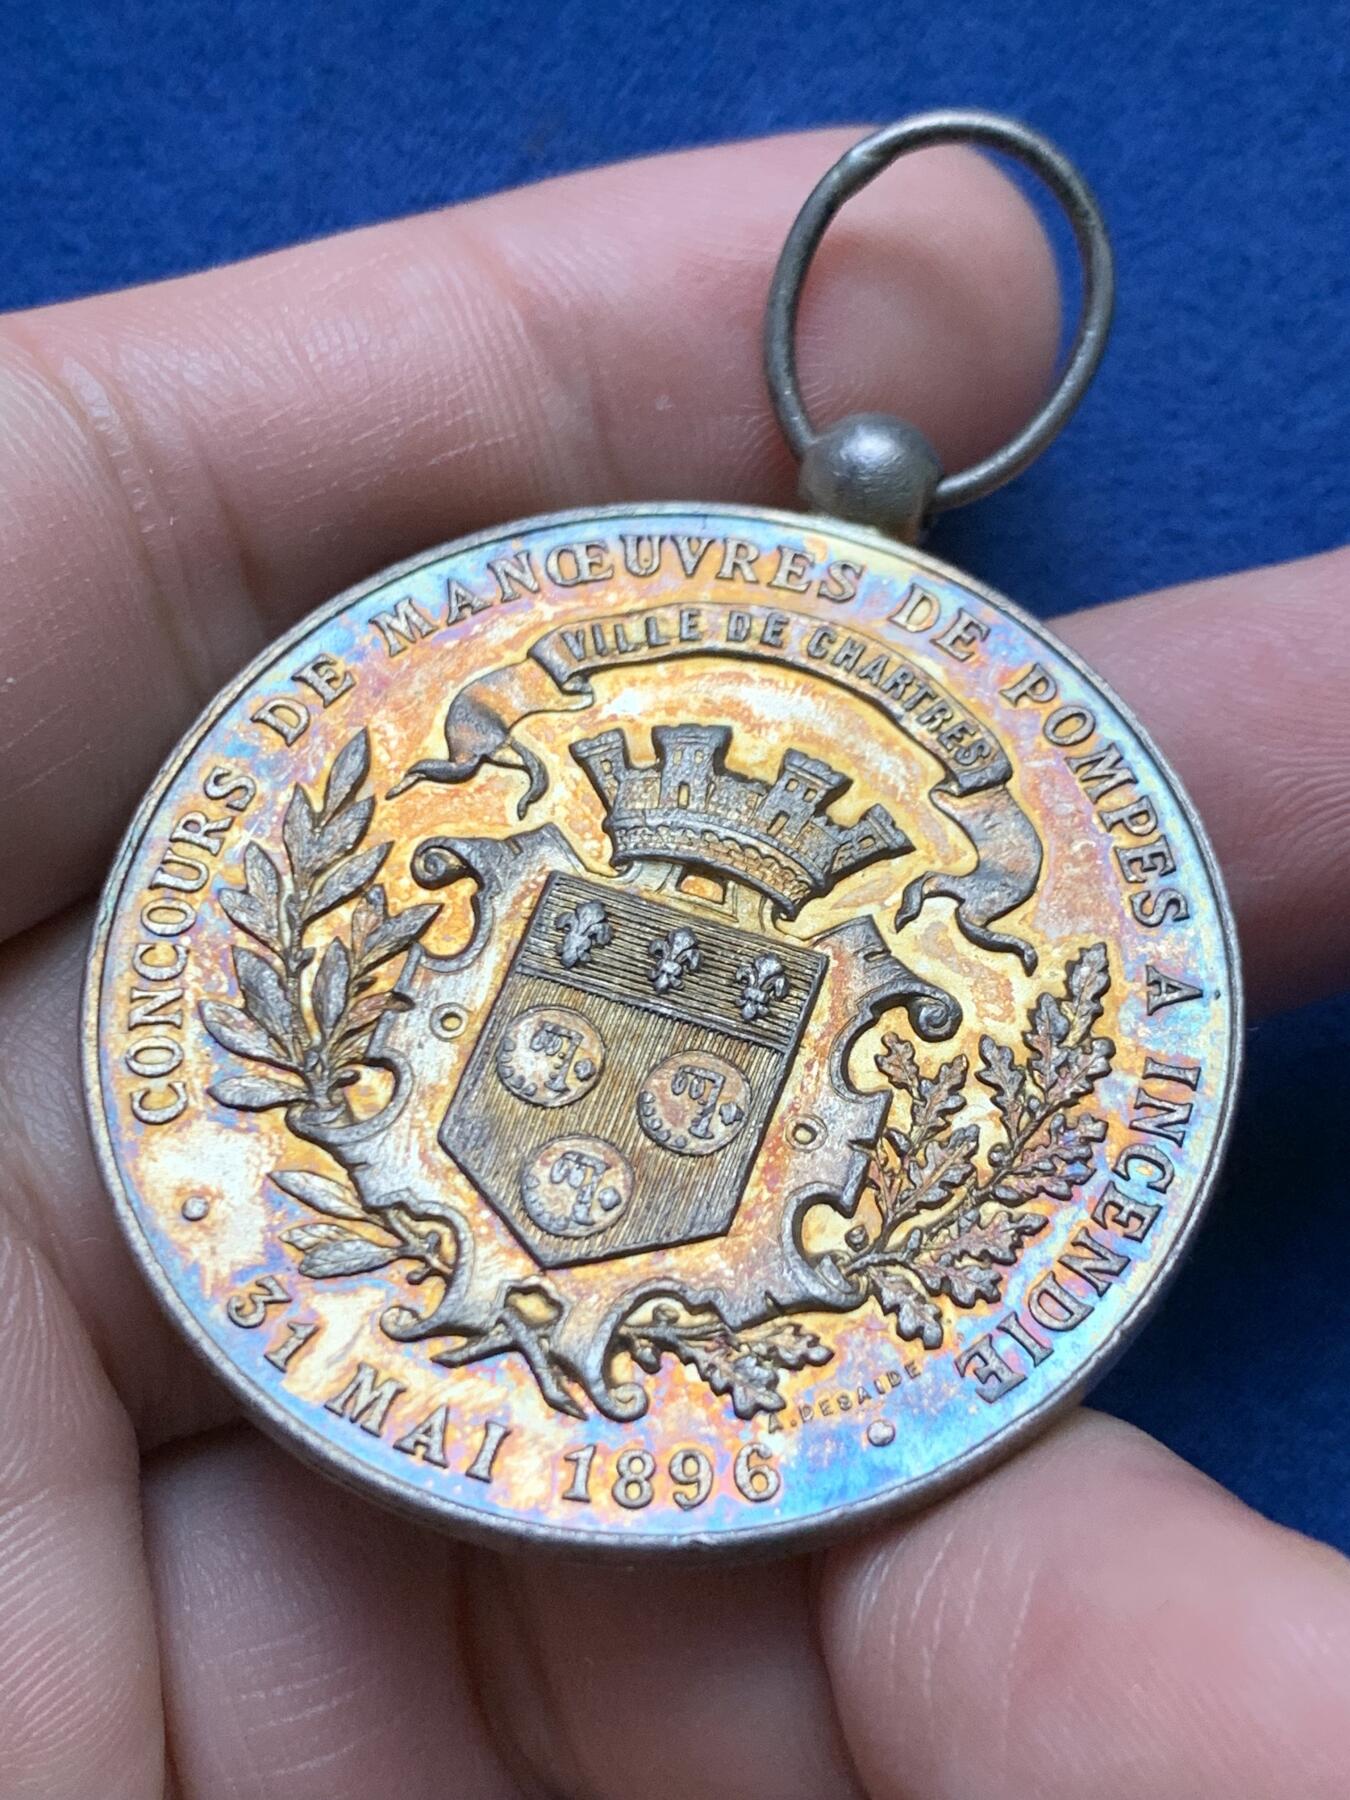 CONCOURS DE MANŒUVRES DE POMPES A INCENDIE
VILLE DE CHARTRES
A. DESAIDE
31 MAI 1896